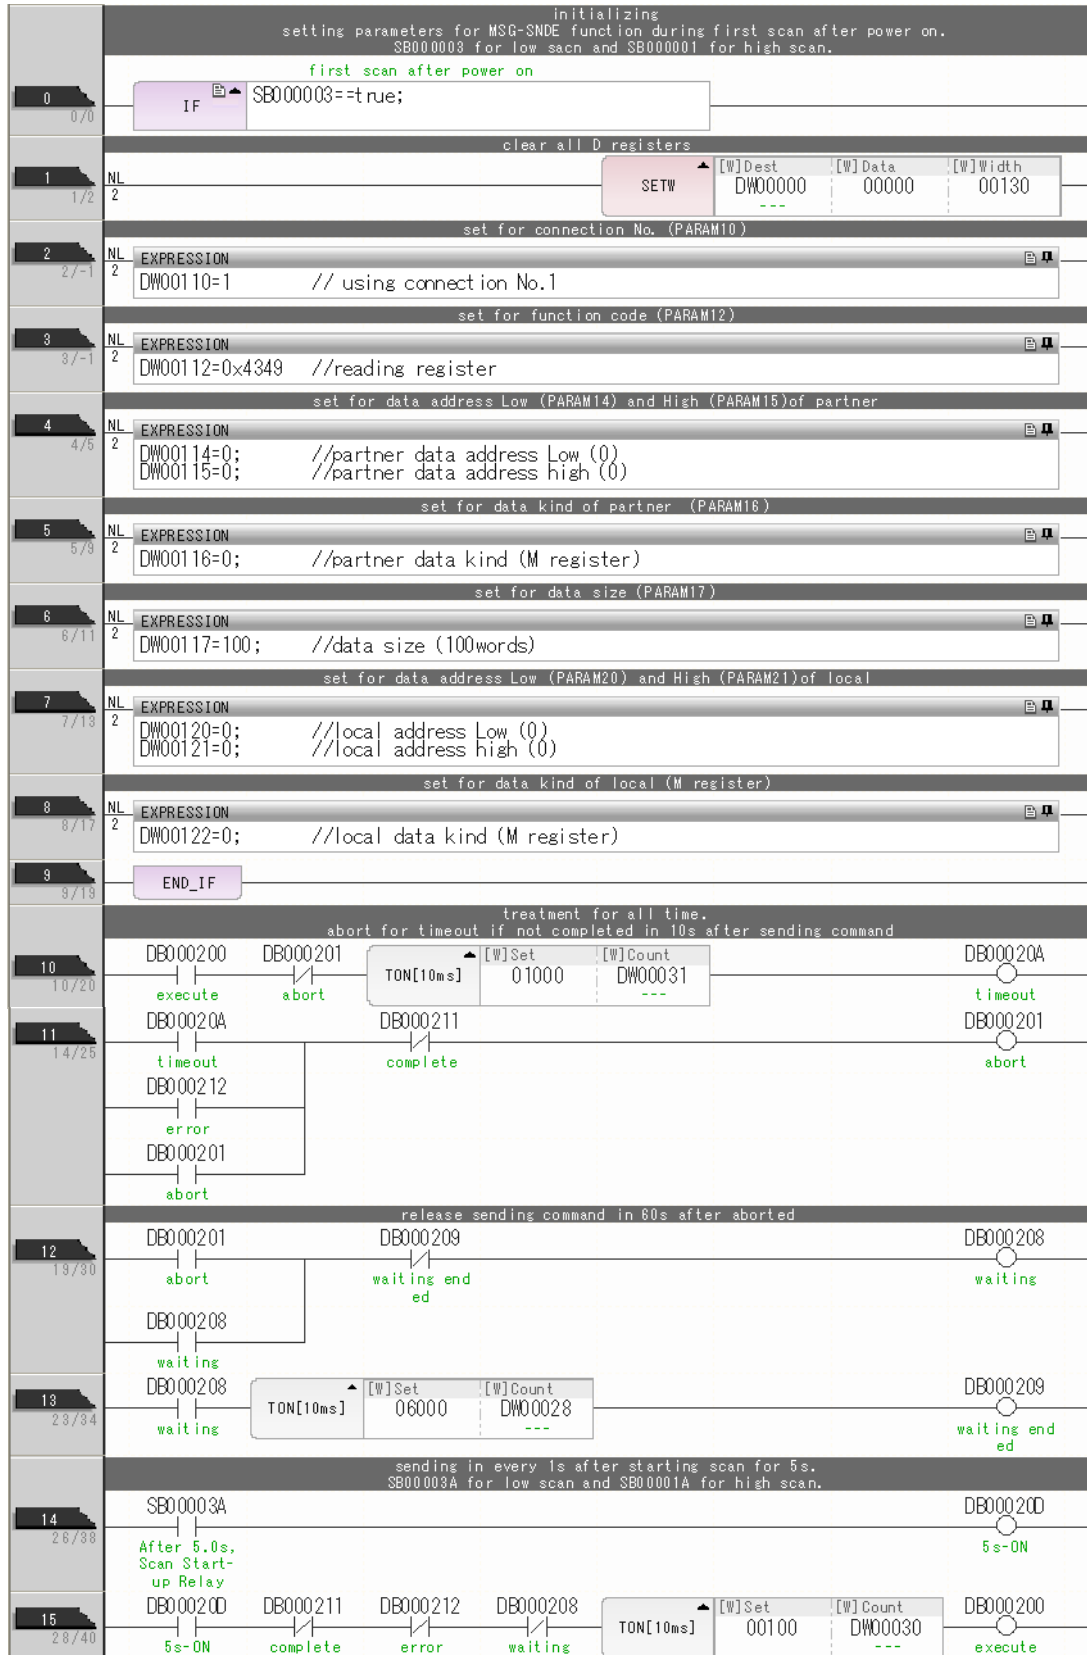 initializing
setting parameters for MSG-SNDE function during first scan after power on.
SB000003 for low sacn and SB000001 for high scan.
first scan after power on
0
0/0
IF
SB000003==true;
clear all D registers
1
1/2
NL
2
SETW
[W]Dest
DW00000
---
[W]Data
00000
[W]Width
00130
set for connection No. (PARAM10)
2
2/-1
NL
2
EXPRESSION
DW00110=1 // using connection No.1
set for function code (PARAM12)
3
3/-1
NL
2
EXPRESSION
DW00112=0x4349 //reading register
set for data address Low (PARAM14) and High (PARAM15)of partner
4
4/5
NL
2
EXPRESSION
DW00114=0; //partner data address Low (0)
DW00115=0; //partner data address high (0)
set for data kind of partner (PARAM16)
5
5/9
NL
2
EXPRESSION
DW00116=0; //partner data kind (M register)
set for data size (PARAM17)
6
6/11
NL
2
EXPRESSION
DW00117=100; //data size (100words)
set for data address Low (PARAM20) and High (PARAM21)of local
7
7/13
NL
2
EXPRESSION
DW00120=0; //local address Low (0)
DW00121=0; //local address high (0)
set for data kind of local (M register)
8
8/17
NL
2
EXPRESSION
DW00122=0; //local data kind (M register)
9
9/19
END_IF
treatment for all time.
abort for timeout if not completed in 10s after sending command
10
10/20
DB000200
execute
DB000201
abort
TON[10ms]
[W]Set
01000
[W]Count
DW00031
---
DB00020A
timeout
11
14/25
DB00020A
timeout
DB000211
complete
DB000201
abort
DB000212
error
DB000201
abort
release sending command in 60s after aborted
12
19/30
DB000201
abort
DB000209
waiting end
ed
DB000208
waiting
DB000208
waiting
13
23/34
DB000208
waiting
TON[10ms]
[W]Set
06000
[W]Count
DW00028
---
DB000209
waiting end
ed
sending in every 1s after starting scan for 5s.
SB00003A for low scan and SB00001A for high scan.
14
26/38
SB00003A
After 5.0s,
Scan Start-
up Relay
DB00020D
5s-ON
15
28/40
DB00020D
5s-ON
DB000211
complete
DB000212
error
DB000208
waiting
TON[10ms]
[W]Set
00100
[W]Count
DW00030
---
DB000200
execute